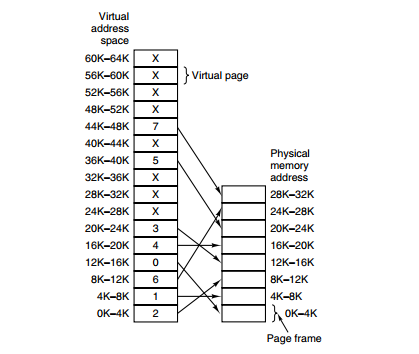 Virtual
address
space
60K–64K X
56K–60K X Virtual page
52K–56K X
48K–52K X
44K–48K 7
40K–44K X
36K–40K 5
32K–36K X
28K–32K X
24K–28K X
20K–24K 3
16K–20K 4
12K–16K 0
8K–12K 6
4K–8K 1
0K–4K 2
Physical
memory
address
28K–32K
24K–28K
20K–24K
16K–20K
12K–16K
8K–12K
4K–8K
0K–4K
Page frame